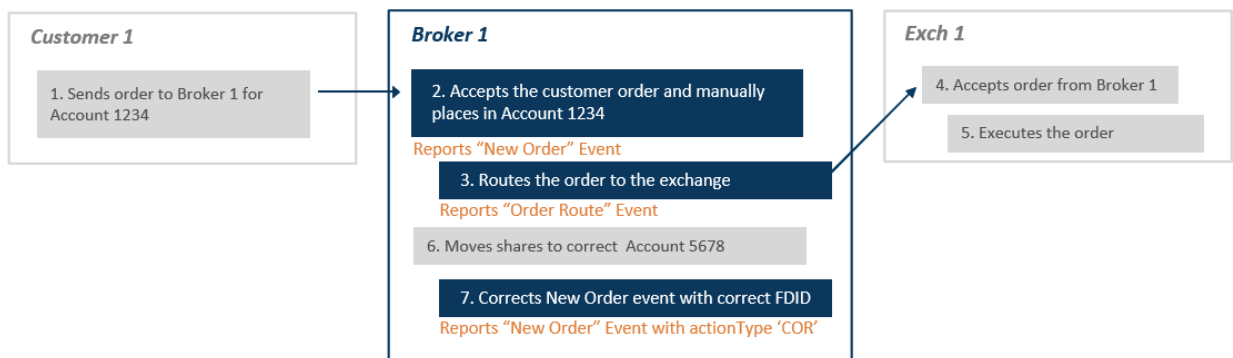 Customer 1
1. Sends order to Broker 1 for
Account 1234
Broker 1
2. Accepts the customer order and manually
places in Account 1234
Reports “New Order” Event
3. Routes the order to the exchange
Reports “Order Route” Event
6. Moves shares to correct  Account 5678
7. Corrects New Order event with correct FDID
Reports “New Order” Event with actionType ‘COR’
Exch 1
4. Accepts order from Broker 1
5. Executes the order